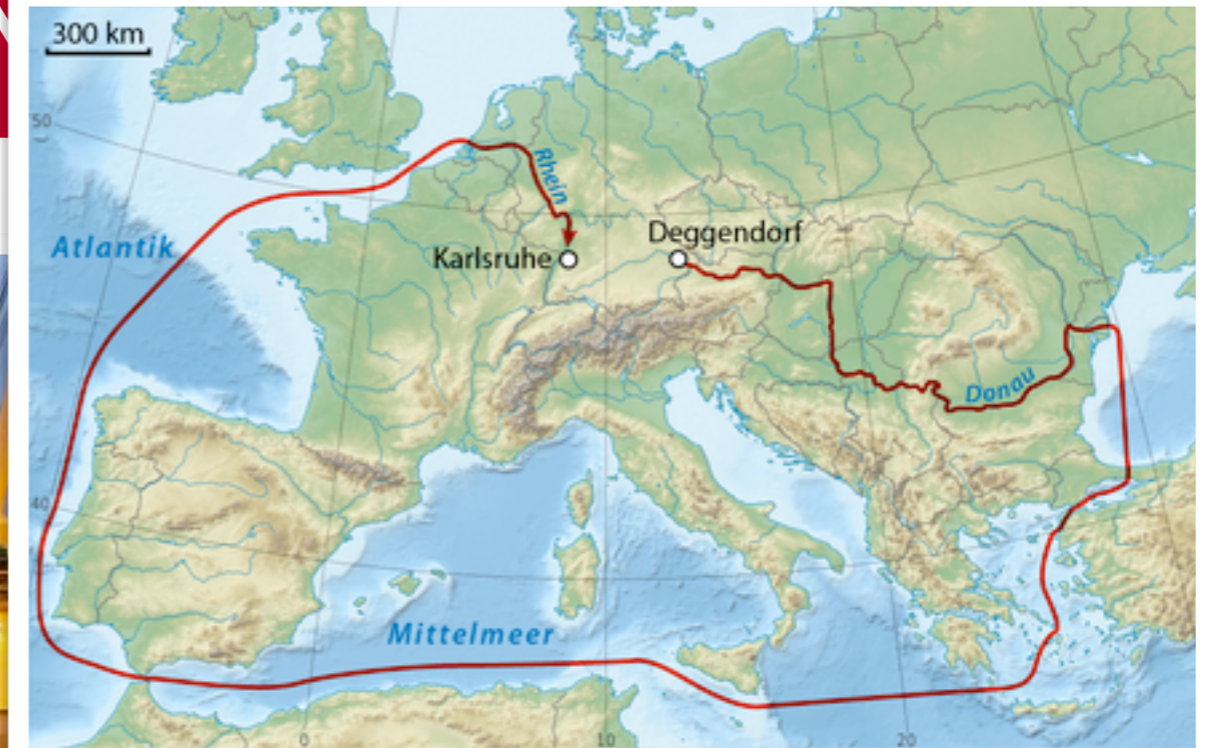 300 km
50
Rhein
Atlantik
Karlsruhe
Deggendorf
Donau
40
Mittelmeer
0
10
20